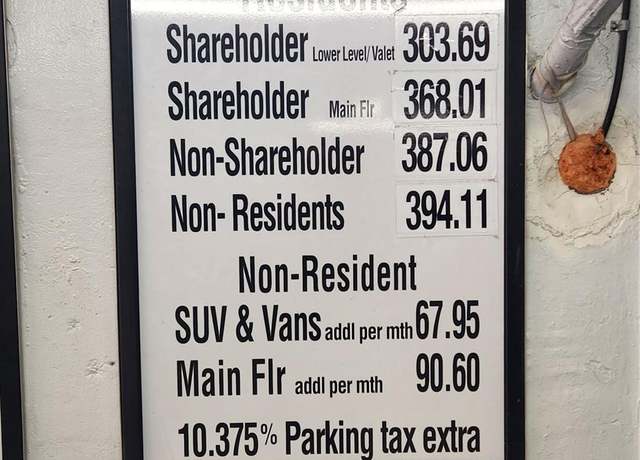 Residents
Shareholder Lower Level/Valet 303.69
Shareholder Main Flr 368.01
Non-Shareholder 387.06
Non- Residents 394.11
Non-Resident
SUV & Vans addl per mth 67.95
Main Flr addl per mth 90.60
10.375% Parking tax extra